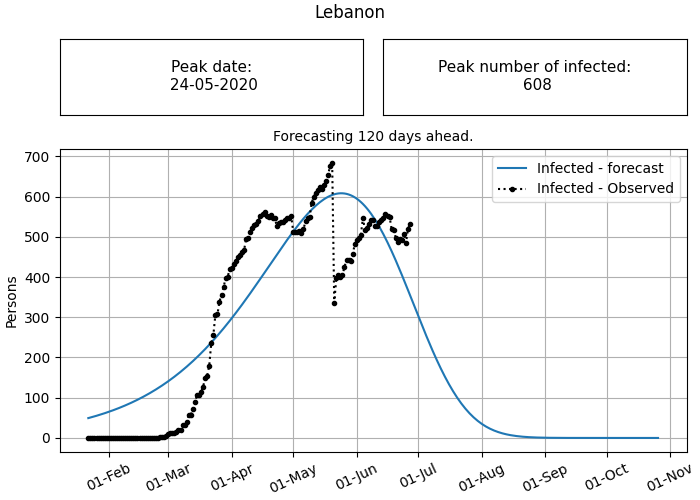 Lebanon
Peak date:
24-05-2020
Peak number of infected:
608
Forecasting 120 days ahead.
Infected - forecast
Infected - Observed
Persons
700
600
500
400
300
200
100
0
01-Feb
01-Mar
01-Apr
01-May
01-Jun
01-Jul
01-Aug
01-Sep
01-Oct
01-Nov